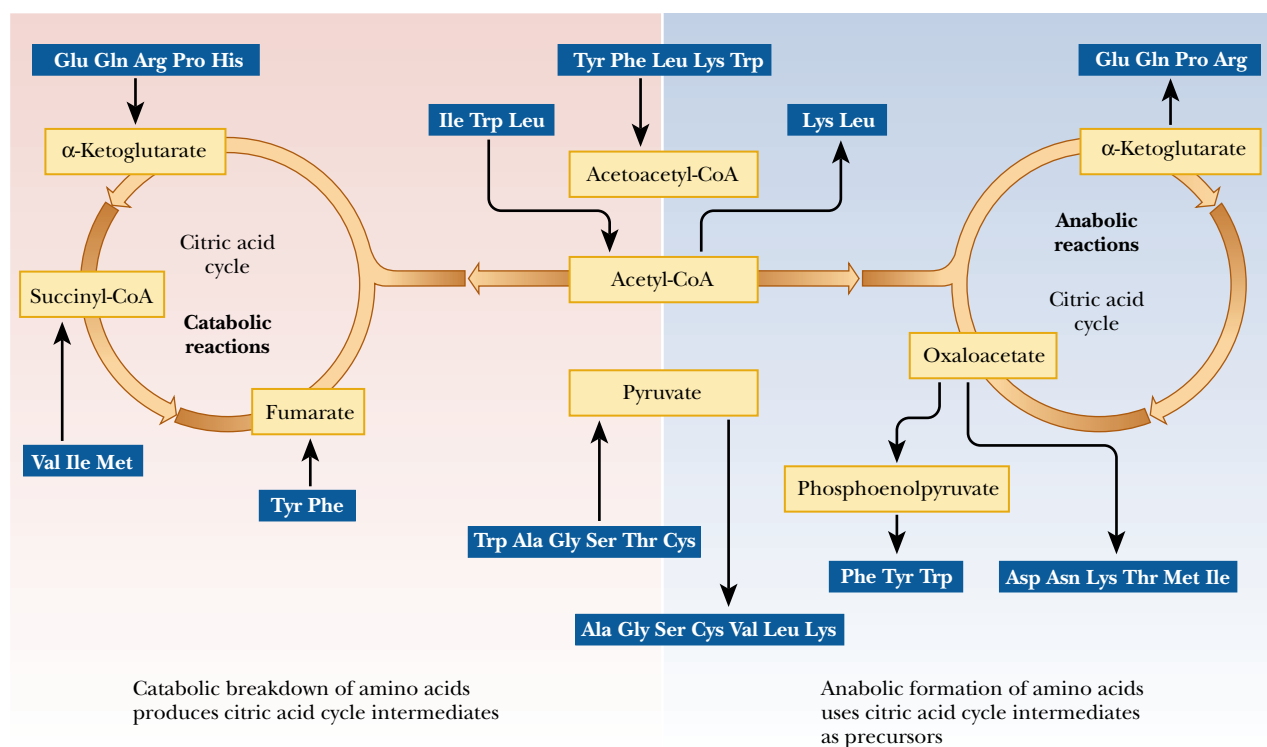 Glu Gln Arg Pro His
α-Ketoglutarate
Citric acid
cycle
Catabolic
reactions
Succinyl-CoA
Val Ile Met
Fumarate
Tyr Phe
Tyr Phe Leu Lys Trp
Ile Trp Leu
Acetoacetyl-CoA
Lys Leu
Acetyl-CoA
Pyruvate
Trp Ala Gly Ser Thr Cys
Ala Gly Ser Cys Val Leu Lys
Glu Gln Pro Arg
α-Ketoglutarate
Anabolic
reactions
Citric acid
cycle
Oxaloacetate
Phosphoenolpyruvate
Phe Tyr Trp
Asp Asn Lys Thr Met Ile
Catabolic breakdown of amino acids
produces citric acid cycle intermediates
Anabolic formation of amino acids
uses citric acid cycle intermediates
as precursors